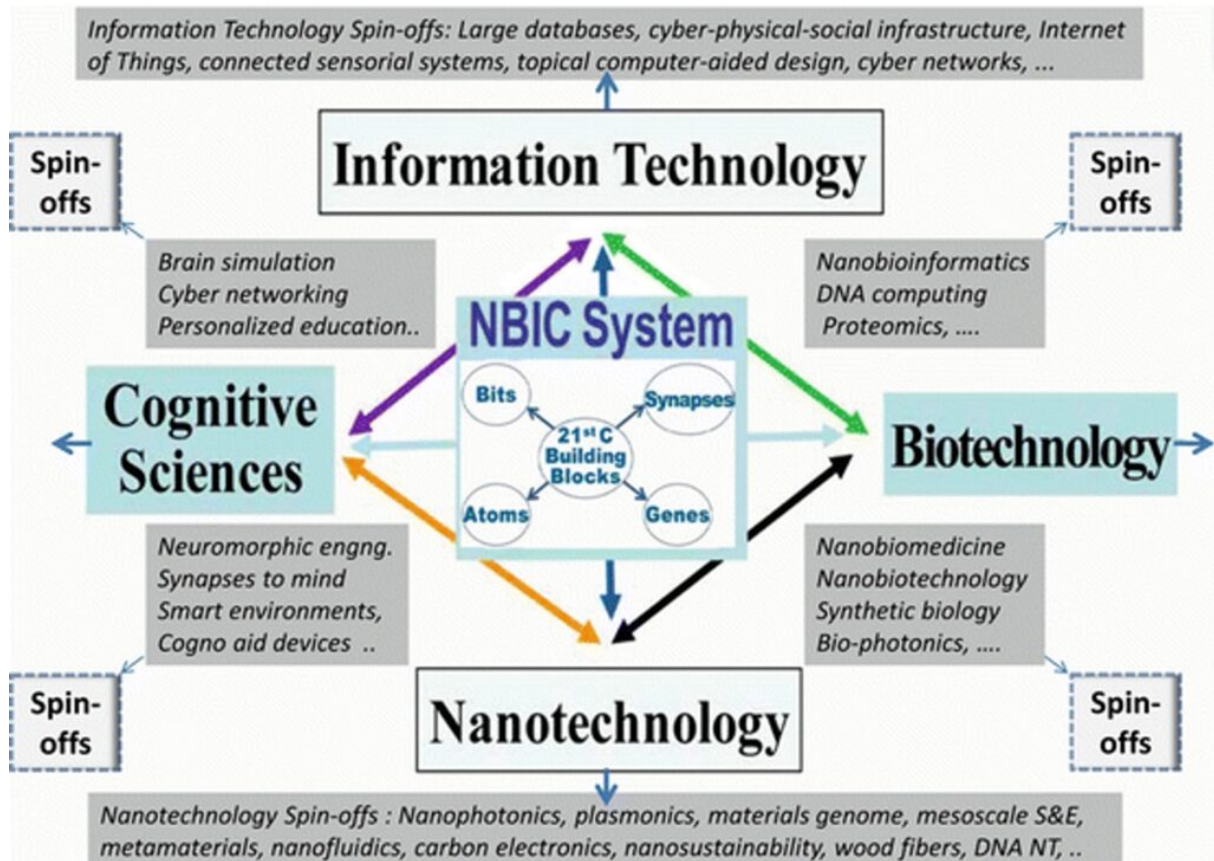 Information Technology Spin-offs: Large databases, cyber-physical-social infrastructure, Internet
of Things, connected sensorial systems, topical computer-aided design, cyber networks, ...
Information Technology
Spin-
offs
Spin-
offs
Brain simulation
Cyber networking
Personalized education..
Nanobioinformatics
DNA computing
Proteomics, ....
NBIC System
Bits
Synapses
21st C
Building
Blocks
Atoms
Genes
Cognitive
Sciences
Biotechnology
Neuromorphic engng.
Synapses to mind
Smart environments,
Cogno aid devices ..
Nanobiomedicine
Nanobiotechnology
Synthetic biology
Bio-photonics, ....
Spin-
offs
Spin-
offs
Nanotechnology
Nanotechnology Spin-offs : Nanophotonics, plasmonics, materials genome, mesoscale S&E,
metamaterials, nanofluidics, carbon electronics, nanosustainability, wood fibers, DNA NT, ..